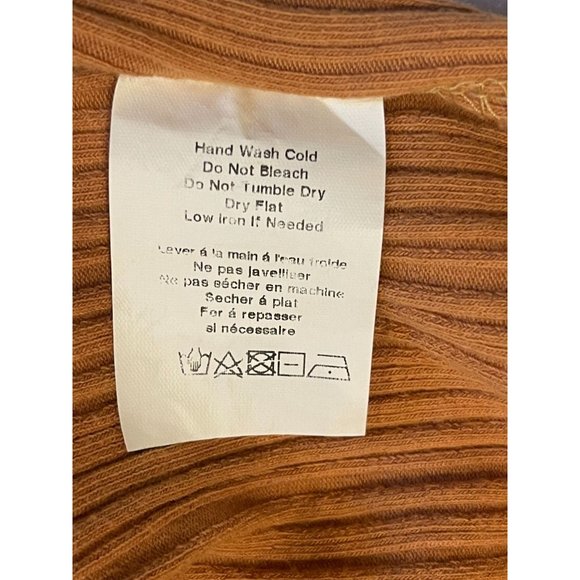 Hand Wash Cold
Do Not Bleach
Do Not Tumble Dry
Dry Flat
Low Iron If Needed
Laver á la main á l'eau froide
Ne pas javelliser
Ne pas sécher en machine
Secher á plat
Fer á repasser
si nécessaire